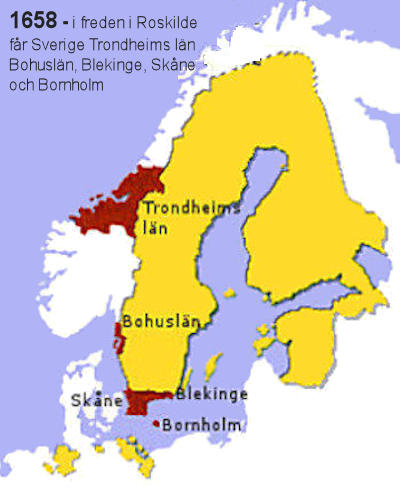 1658 - i freden i Roskilde
får Sverige Trondheims län
Bohuslän, Blekinge, Skåne
och Bornholm
Trondheims
län
Bohuslän
Skåne
Blekinge
Bornholm